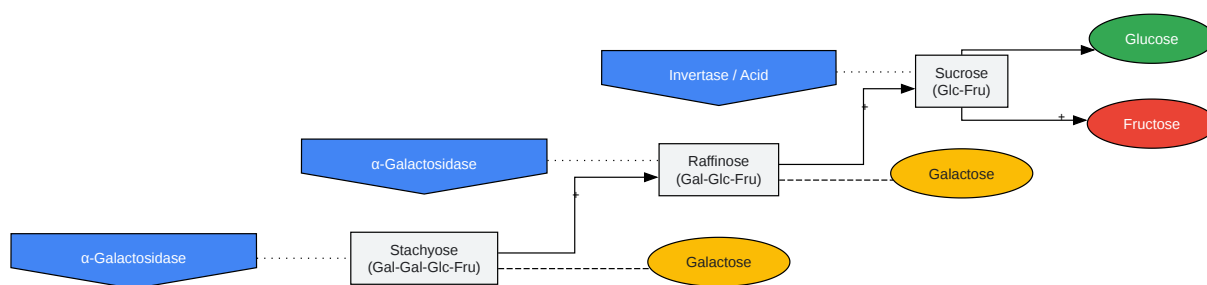 Glucose
Invertase / Acid
Sucrose
(Glc-Fru)
+
+
Fructose
α-Galactosidase
Raffinose
(Gal-Glc-Fru)
Galactose
+
α-Galactosidase
Stachyose
(Gal-Gal-Glc-Fru)
Galactose